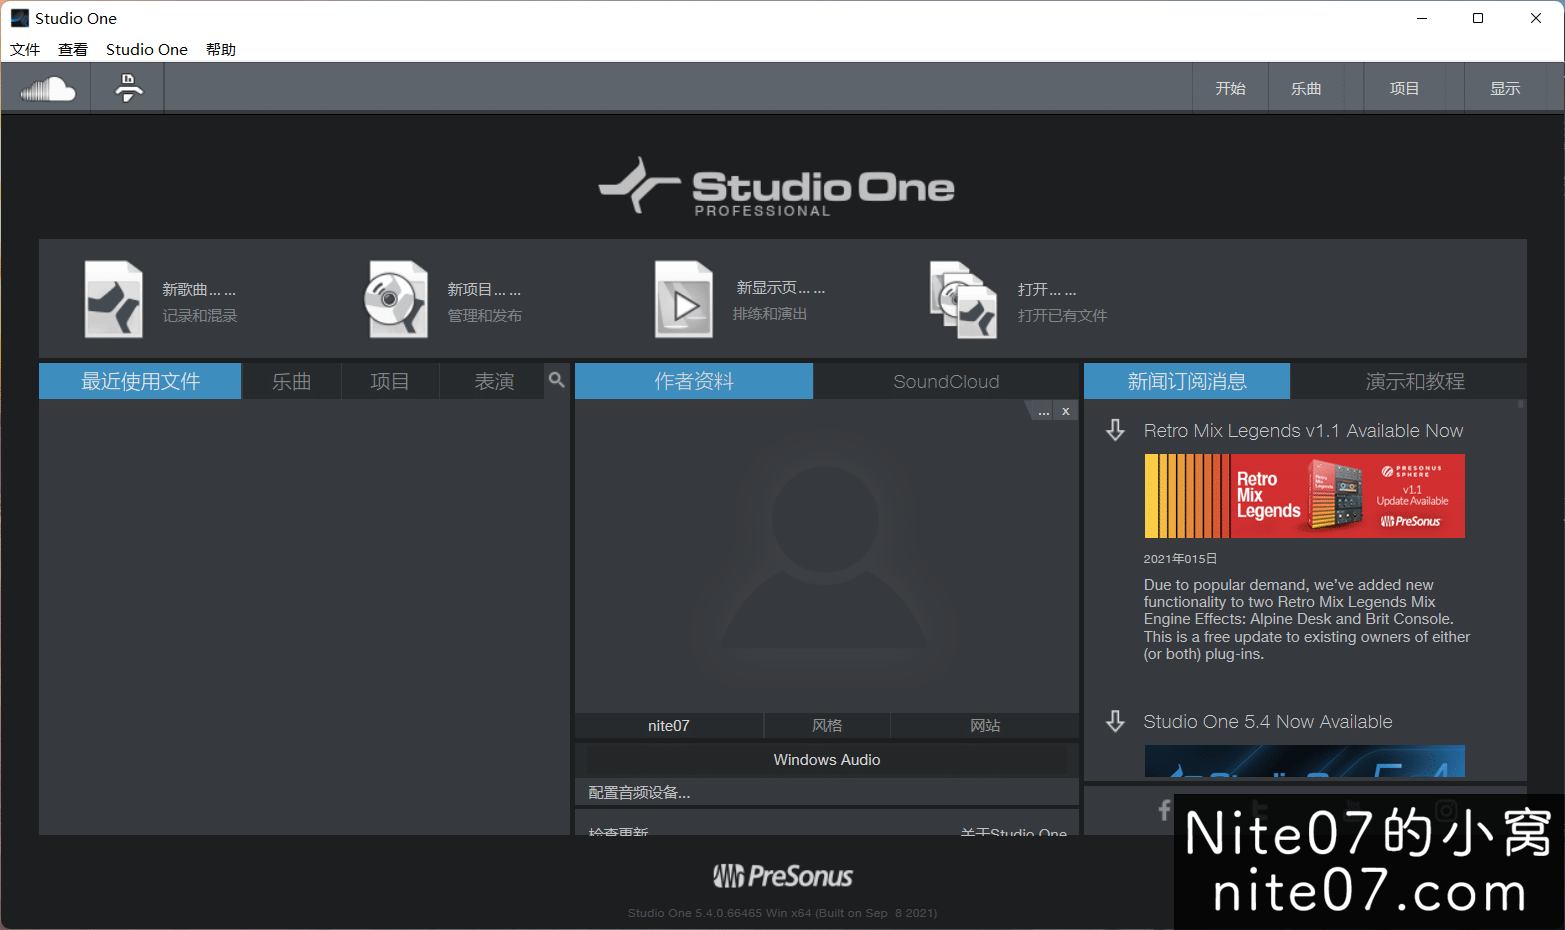 Studio One
文件 查看 Studio One 帮助
开始 乐曲 项目 显示
Studio One
PROFESSIONAL
新歌曲... ...
记录和混录
新项目... ...
管理和发布
新显示页... ...
排练和演出
打开... ...
打开已有文件
最近使用文件 乐曲 项目 表演
作者资料 SoundCloud
... x
nite07 风格 网站
Windows Audio
配置音频设备...
检查更新 关于Studio One
新闻订阅消息 演示和教程
Retro Mix Legends v1.1 Available Now
Retro
Mix
Legends
PRESONUS
SPHERE
v1.1
Update Available
PreSonus
2021年015日
Due to popular demand, we’ve added new
functionality to two Retro Mix Legends Mix
Engine Effects: Alpine Desk and Brit Console.
This is a free update to existing owners of either
(or both) plug-ins.
Studio One 5.4 Now Available
Studio One 5.4
PreSonus
Studio One 5.4.0.66465 Win x64 (Built on Sep 8 2021)
Nite07的小窝
nite07.com